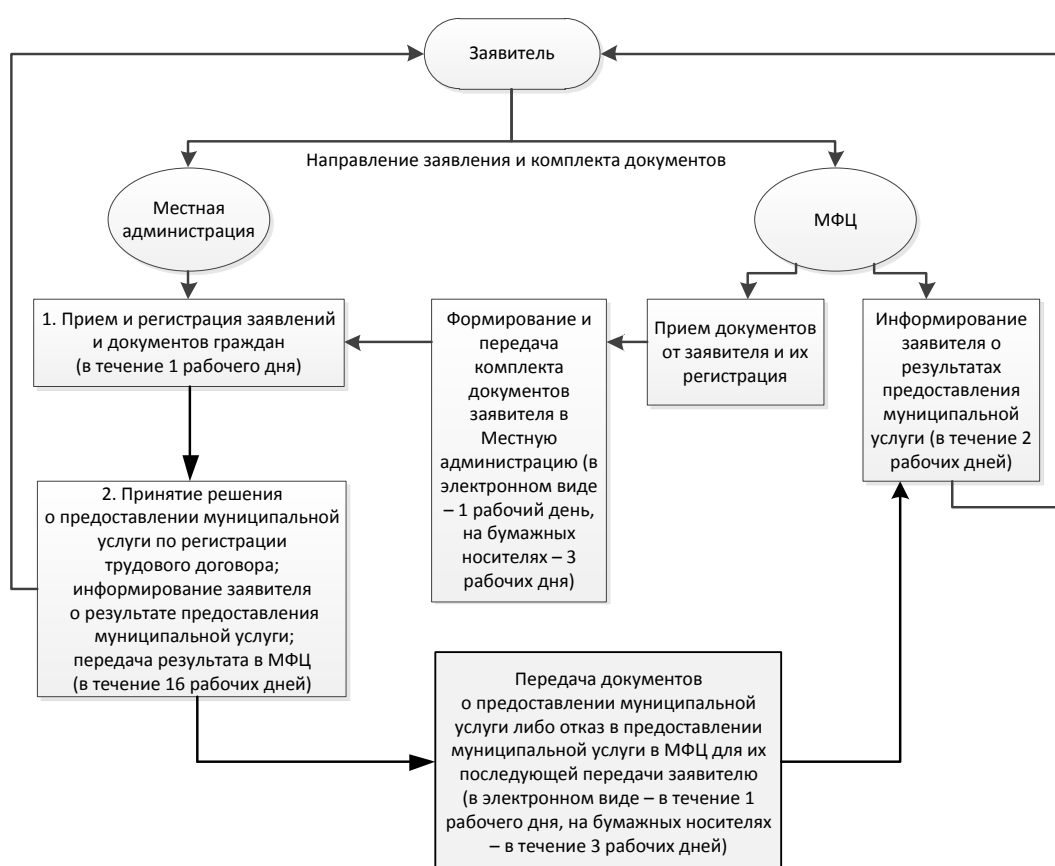 Заявитель
Направление заявления и комплекта документов
Местная
администрация
МФЦ
1. Прием и регистрация заявлений
и документов граждан
(в течение 1 рабочего дня)
Формирование и
передача
комплекта
документов
заявителя в
Местную
администрацию (в
электронном виде
– 1 рабочий день,
на бумажных
носителях – 3
рабочих дня)
Прием документов
от заявителя и их
регистрация
Информирование
заявителя о
результатах
предоставления
муниципальной
услуги (в течение 2
рабочих дней)
2. Принятие решения
о предоставлении муниципальной
услуги по регистрации
трудового договора;
информирование заявителя
о результате предоставления
муниципальной услуги;
передача результата в МФЦ
(в течение 16 рабочих дней)
Передача документов
о предоставлении муниципальной
услуги либо отказ в предоставлении
муниципальной услуги в МФЦ для их
последующей передачи заявителю
(в электронном виде – в течение 1
рабочего дня, на бумажных носителях
– в течение 3 рабочих дней)